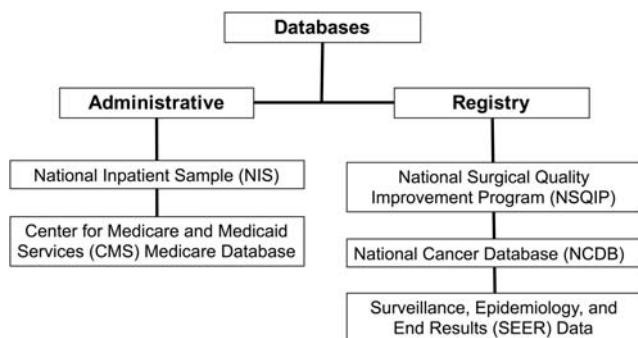 Databases
Administrative
Registry
National Inpatient Sample (NIS)
Center for Medicare and Medicaid
Services (CMS) Medicare Database
National Surgical Quality
Improvement Program (NSQIP)
National Cancer Database (NCDB)
Surveillance, Epidemiology, and
End Results (SEER) Data